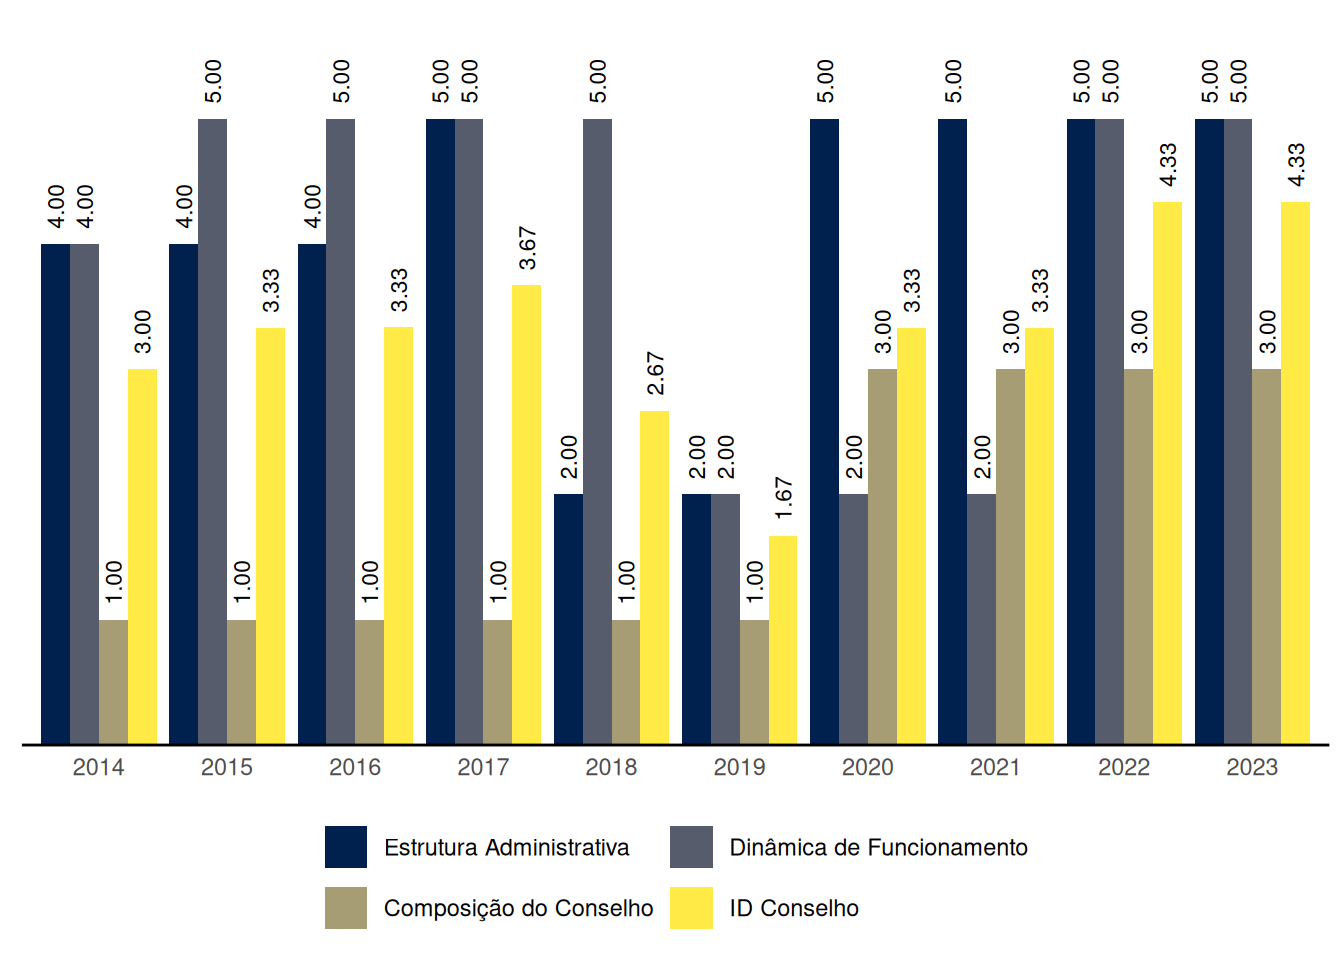 4.00 4.00 1.00 3.00
4.00 5.00 1.00 3.33
4.00 5.00 1.00 3.33
5.00 5.00 1.00 3.67
2.00 5.00 1.00 2.67
2.00 2.00 1.00 1.67
5.00 2.00 3.00 3.33
5.00 2.00 3.00 3.33
5.00 5.00 3.00 4.33
5.00 5.00 3.00 4.33
2014 2015 2016 2017 2018 2019 2020 2021 2022 2023
Estrutura Administrativa Dinâmica de Funcionamento
Composição do Conselho ID Conselho